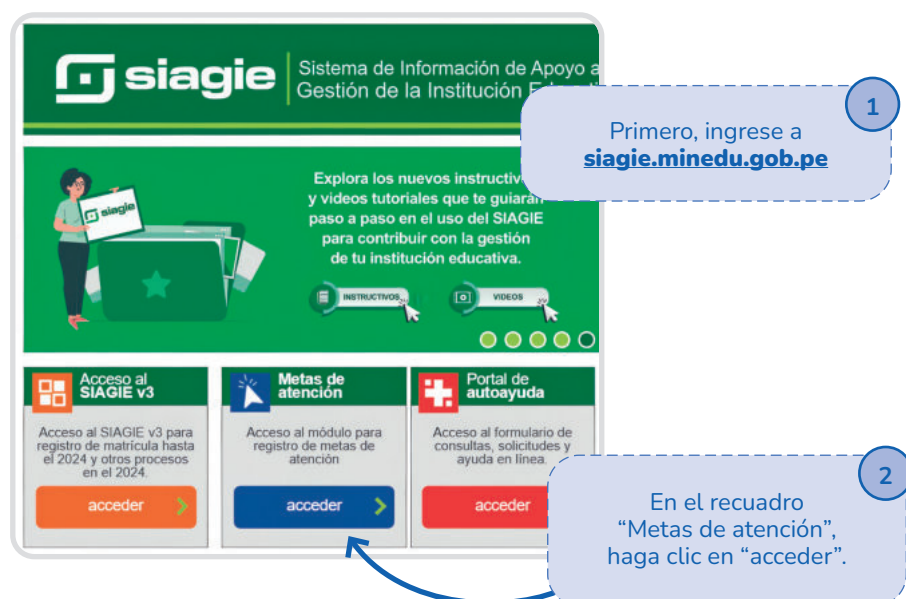 siagie
Sistema de Información de Apoyo a
Gestión de la Institución
1
Primero, ingrese a
siagie.minedu.gob.pe
siagie
Explora los nuevos
y videos tutoriales que te guiarán
paso a paso en el uso del SIAGIE
para contribuir con la gestión
de tu institución educativa.
INSTRUCTIVOS
VIDEOS
Acceso al
SIAGIE v3
Acceso al SIAGIE v3 para
registro de matrícula hasta
el 2024 y otros procesos
en el 2024.
acceder
Metas de
atención
Acceso al módulo para
registro de metas de
atención
acceder
Portal de
autoayuda
Acceso al formulario de
consultas, solicitudes y
ayuda en línea.
acceder
2
En el recuadro
“Metas de atención”,
haga clic en “acceder”.